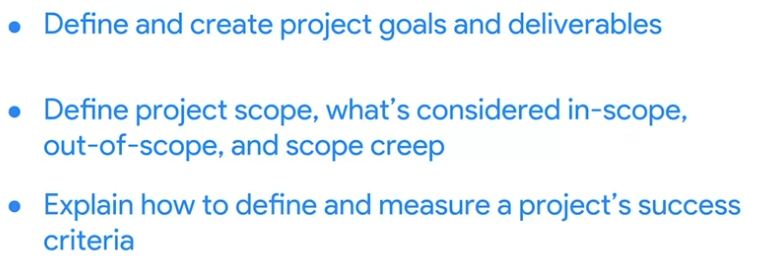 • Define and create project goals and deliverables
• Define project scope, what's considered in-scope,
out-of-scope, and scope creep
• Explain how to define and measure a project's success
criteria